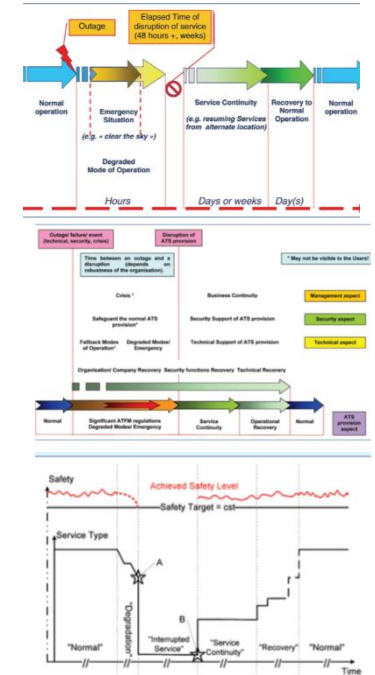 Outage
Elapsed Time of
disruption of service
(48 hours +, weeks)
Normal
operation
Emergency
Situation
(e.g. « clear the sky »)
Degraded
Mode of Operation
Service Continuity
(e.g. resuming Services
from alternate location)
Recovery to
Normal
Operation
Normal
operation
Hours
Days or weeks
Day(s)
Outage/ failure/ event
(technical, security, crisis)
Disruption of
ATS provision
Time between an outage and a
disruption (depends on
robustness of the organisation).
* May not be visible to the Users!
Crisis *
Business Continuity
Management aspect
Safeguard the normal ATS
provision*
Security Support of ATS provision
Security aspect
Fallback Modes
of Operation*
Degraded Modes/
Emergency
Technical Support of ATS provision
Technical aspect
Organisation/ Company Recovery Security functions Recovery Technical Recovery
Normal
Significant ATFM regulations
Degraded Modes/ Emergency
Service
Continuity
Operational
Recovery
Normal
ATS
provision
aspect
Safety
Achieved Safety Level
Safety Target = cst
Service Type
A
B
"Normal"
"Degradation"
"Interrupted
Service"
"Service
Continuity"
"Recovery"
"Normal"
Time